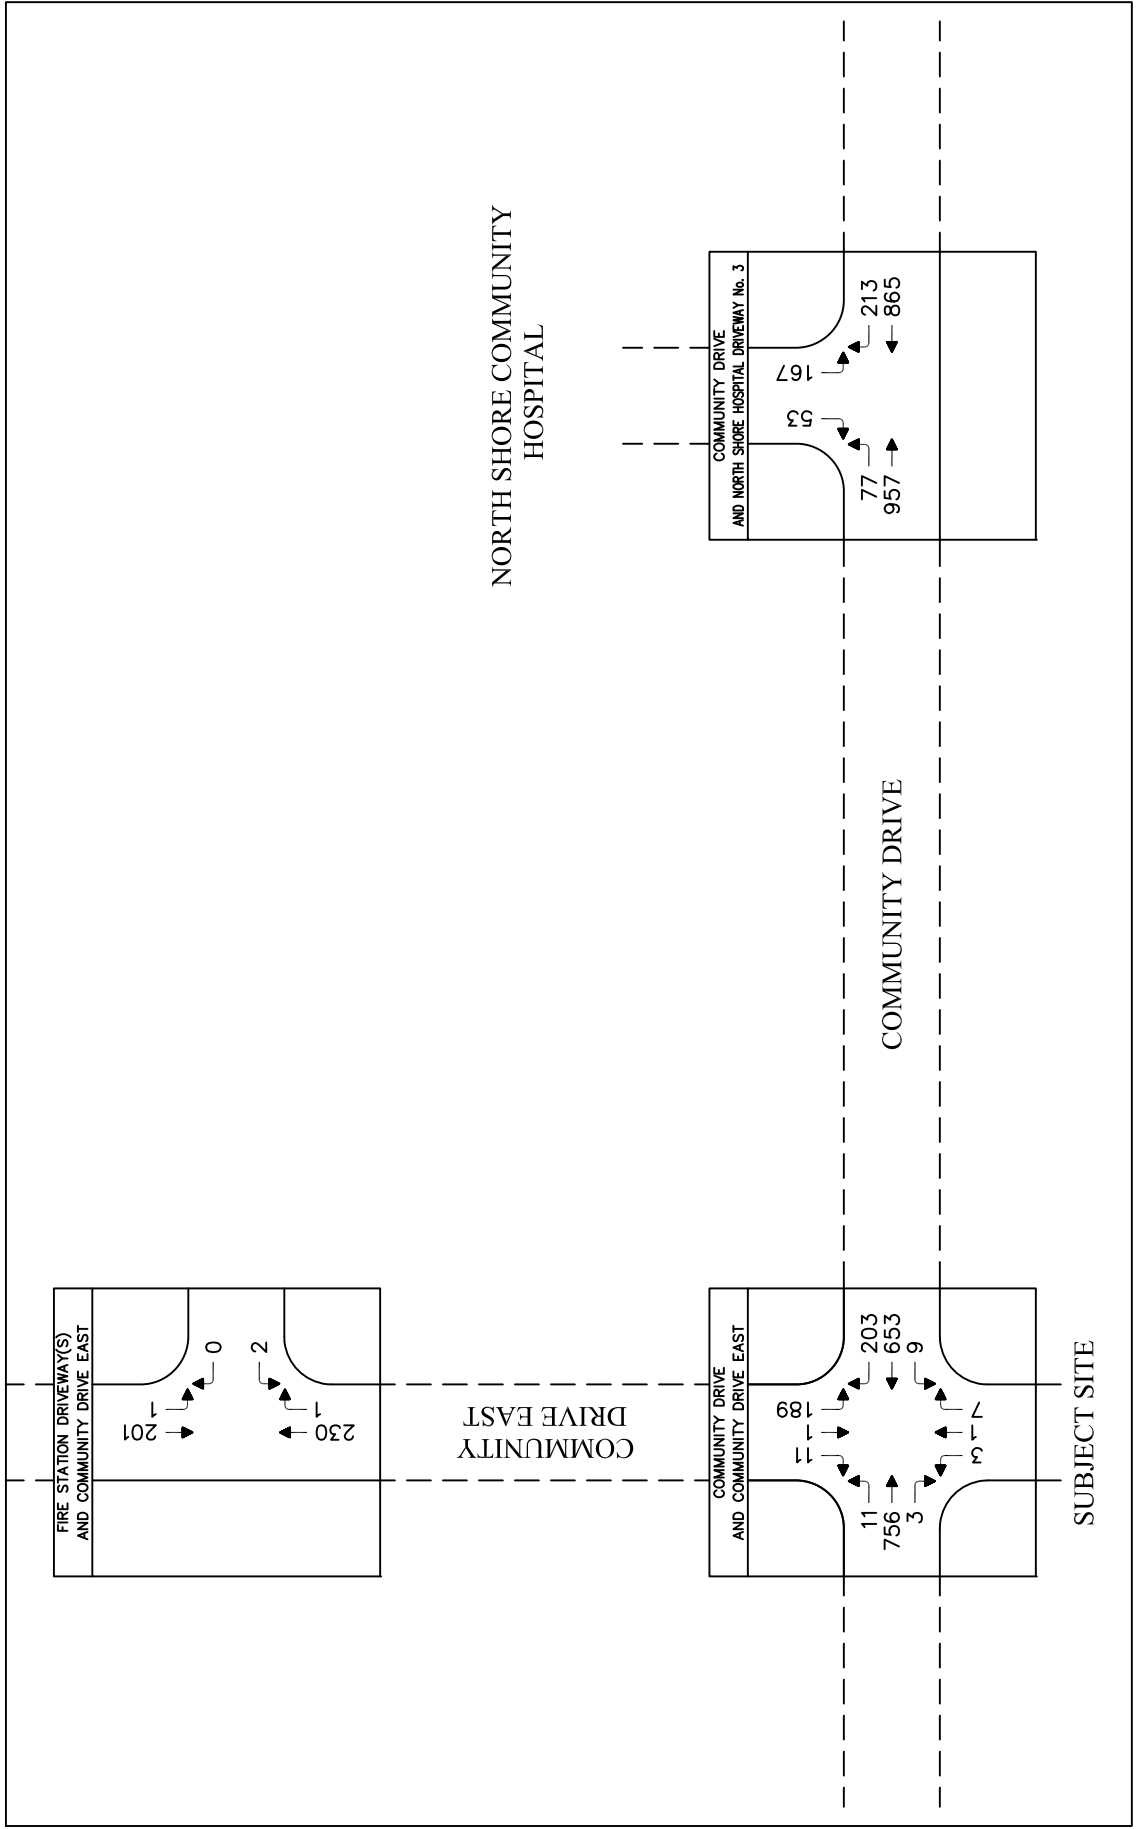 NORTH SHORE COMMUNITY
HOSPITAL
COMMUNITY DRIVE
AND NORTH SHORE HOSPITAL DRIVEWAY No. 3
167
53
213
865
77
957
COMMUNITY DRIVE
FIRE STATION DRIVEWAY(S)
AND COMMUNITY DRIVE EAST
1
201
0
2
1
230
COMMUNITY
DRIVE EAST
COMMUNITY DRIVE
AND COMMUNITY DRIVE EAST
189
1
11
203
653
9
11
756
3
7
1
3
SUBJECT SITE